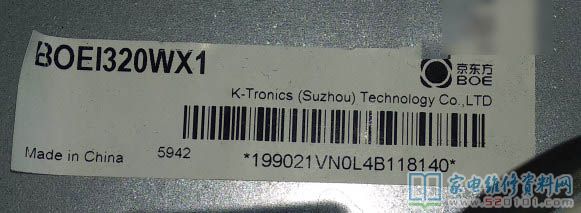 BOEI320WX1
京东方
BOE
K-Tronics (Suzhou) Technology Co.,LTD
Made in China
5942
*199021VN0L4B118140*
家电维修资料网
www.520101.com